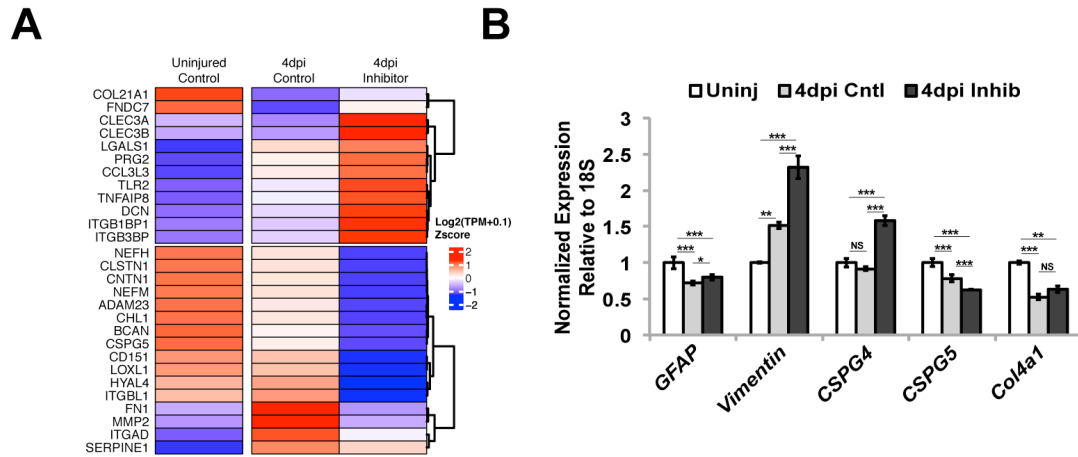 A
Uninjured
Control
4dpi
Control
4dpi
Inhibitor
COL21A1
FNDC7
CLEC3A
CLEC3B
LGALS1
PRG2
CCL3L3
TLR2
TNFAIP8
DCN
ITGB1BP1
ITGB3BP
NEFH
CLSTN1
CNTN1
NEFM
ADAM23
CHL1
BCAN
CSPG5
CD151
LOXL1
HYAL4
ITGBL1
FN1
MMP2
ITGAD
SERPINE1
Log2(TPM+0.1)
Zscore
2
1
0
−1
−2
B
Uninj 4dpi Cntl 4dpi Inhib
Normalized Expression
Relative to 18S
3
2.5
2
1.5
1
0.5
0
***
***
*
***
***
**
***
***
NS
***
***
***
**
***
NS
GFAP
Vimentin
CSPG4
CSPG5
Col4a1